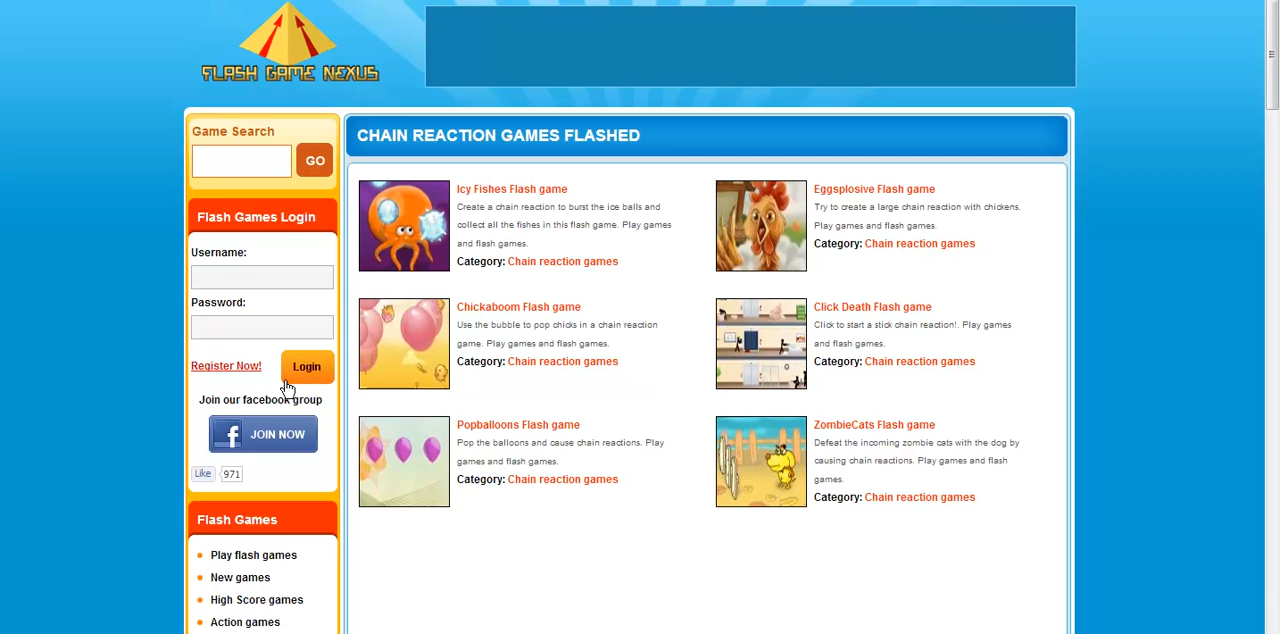 FLASH GAME NEXUS
Game Search
GO
Flash Games Login
Username:
Password:
Register Now!
Login
Join our facebook group
f JOIN NOW
Like 971
Flash Games
Play flash games
New games
High Score games
Action games
CHAIN REACTION GAMES FLASHED
Icy Fishes Flash game
Create a chain reaction to burst the ice balls and
collect all the fishes in this flash game. Play games
and flash games.
Category: Chain reaction games
Eggsplosive Flash game
Try to create a large chain reaction with chickens.
Play games and flash games.
Category: Chain reaction games
Chickaboom Flash game
Use the bubble to pop chicks in a chain reaction
game. Play games and flash games.
Category: Chain reaction games
Click Death Flash game
Click to start a stick chain reaction!. Play games
and flash games.
Category: Chain reaction games
Popballoons Flash game
Pop the balloons and cause chain reactions. Play
games and flash games.
Category: Chain reaction games
ZombieCats Flash game
Defeat the incoming zombie cats with the dog by
causing chain reactions. Play games and flash
games.
Category: Chain reaction games